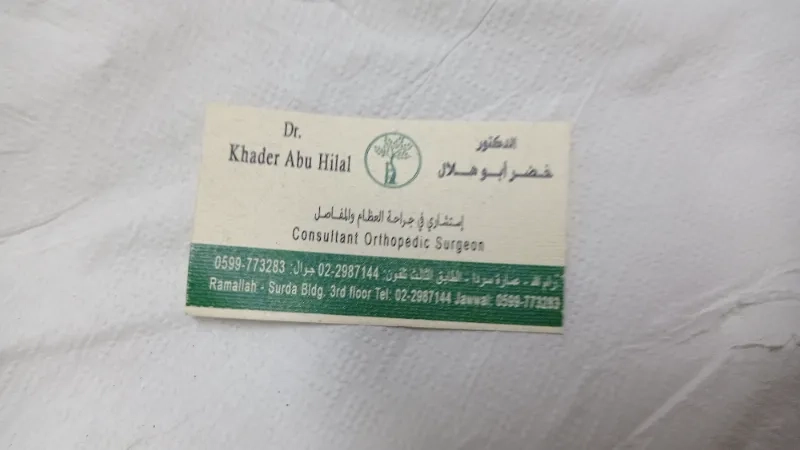 Dr.
Khader Abu Hilal
الدكتور
خضر أبو هلال
إستشاري في جراحة العظام والمفاصل
Consultant Orthopedic Surgeon
رام الله - عمارة سردا - الطابق الثالث تلفون: 02-2987144 جوال: 0599-773283
Ramallah - Surda Bldg. 3rd floor Tel: 02-2987144 Jawwal: 0599-773283